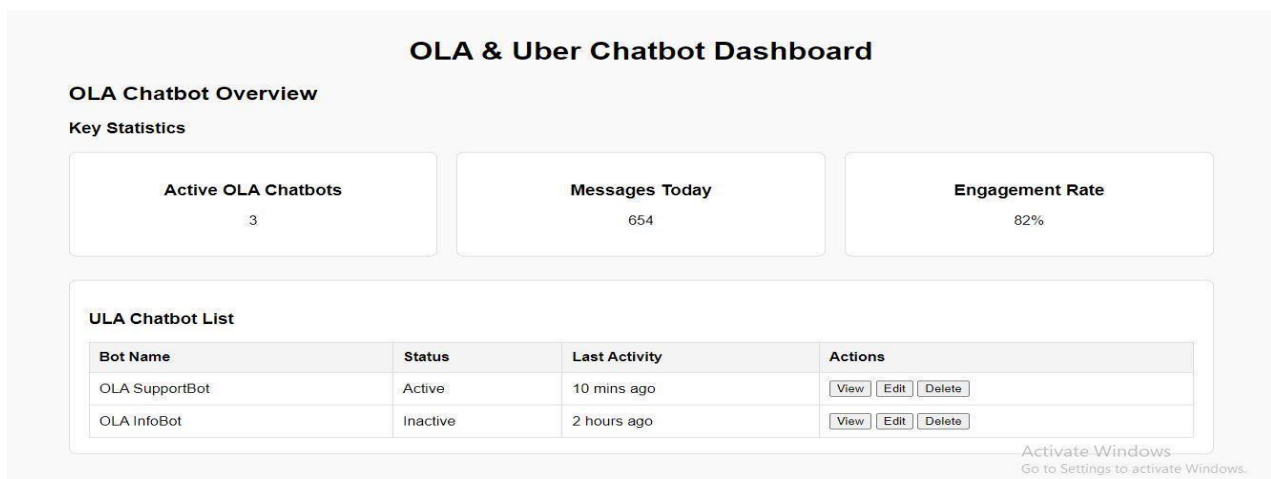 OLA & Uber Chatbot Dashboard
OLA Chatbot Overview
Key Statistics
Active OLA Chatbots Messages Today Engagement Rate
3 654 82%
ULA Chatbot List
Bot Name Status Last Activity Actions
OLA SupportBot Active 10 mins ago View Edit Delete
OLA InfoBot Inactive 2 hours ago View Edit Delete
Activate Windows
Go to Settings to activate Windows.